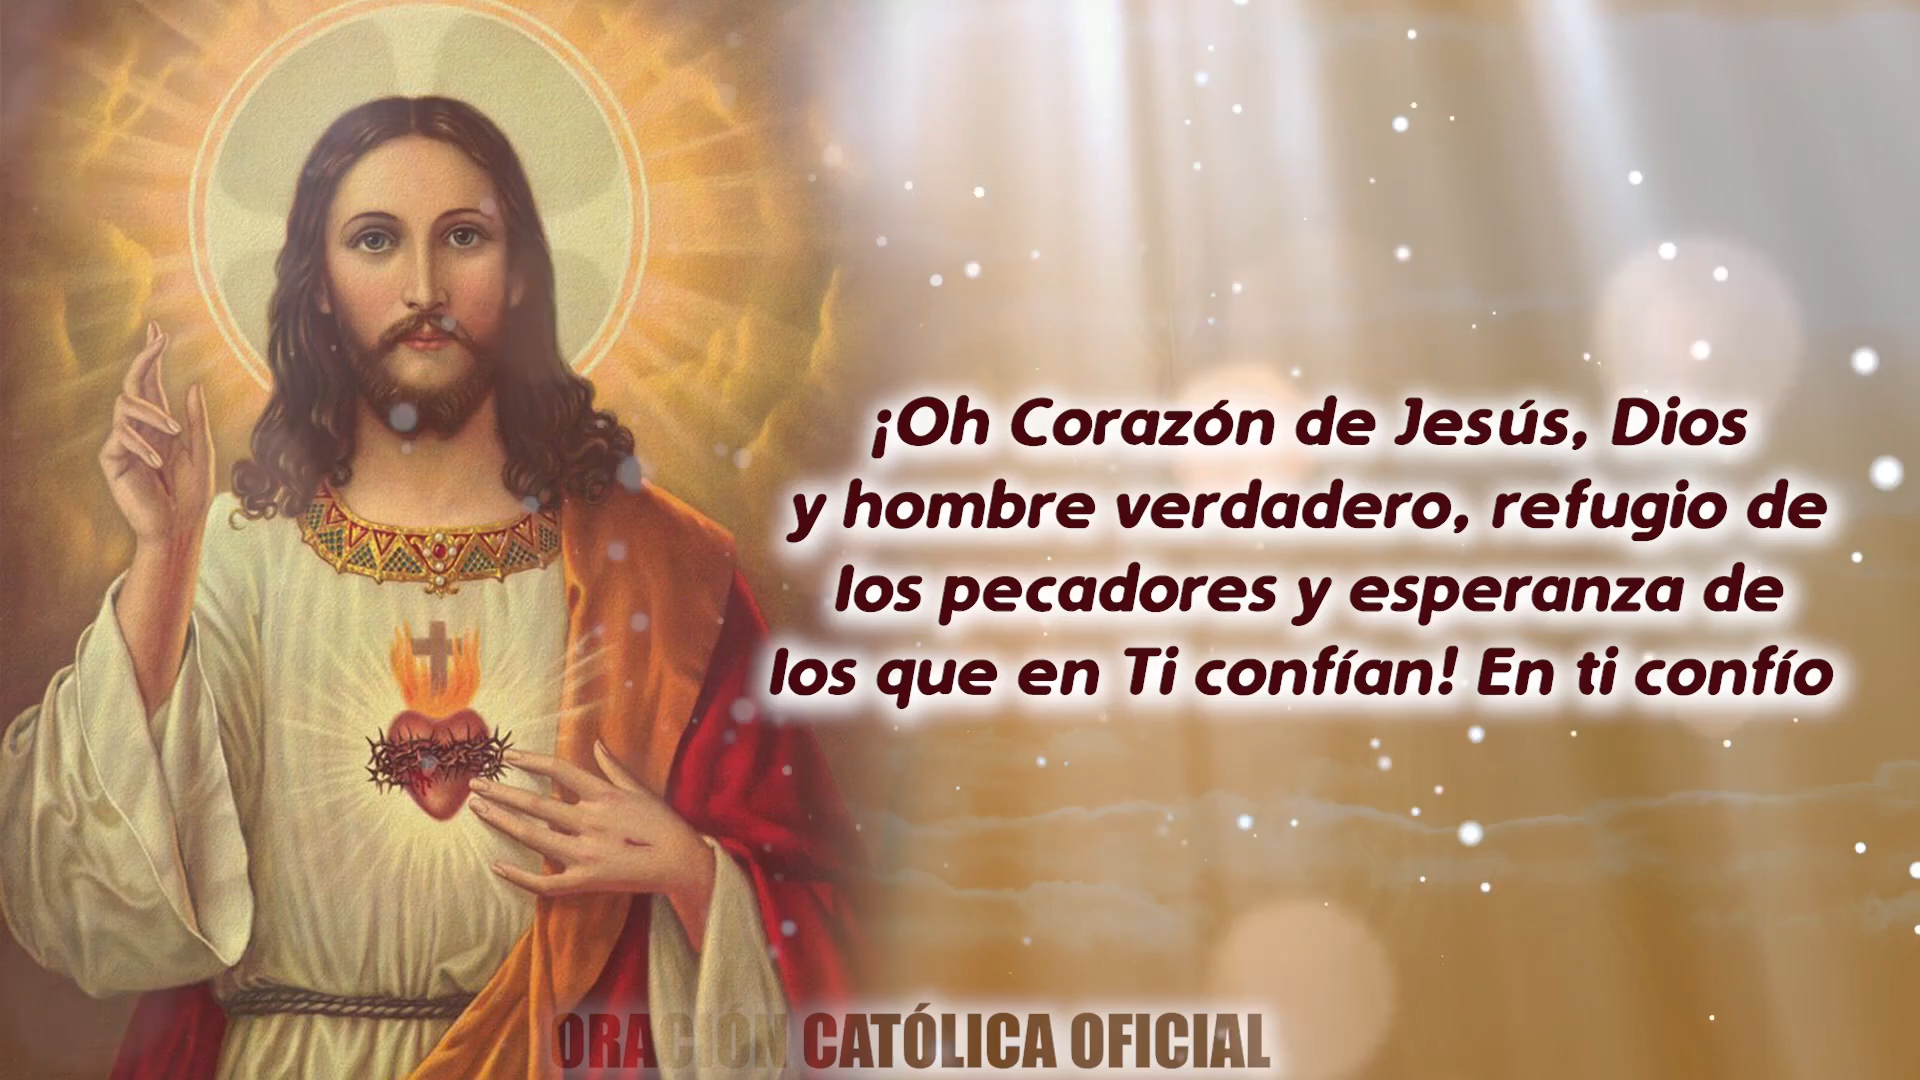 ¡Oh Corazón de Jesús, Dios
y hombre verdadero, refugio de
los pecadores y esperanza de
los que en Ti confían! En ti confío
ORACIÓN CATÓLICA OFICIAL